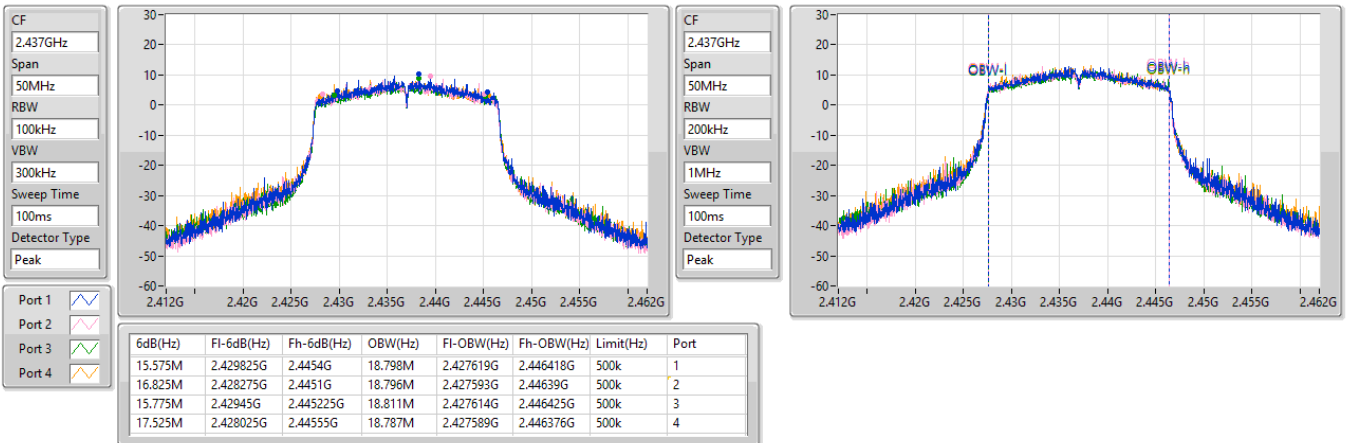 CF
2.437GHz
Span
50MHz
RBW
100kHz
VBW
300kHz
Sweep Time
100ms
Detector Type
Peak
Port 1
Port 2
Port 3
Port 4
30
20
10
0
-10
-20
-30
-40
-50
-60
2.412G 2.42G 2.425G 2.43G 2.435G 2.44G 2.445G 2.45G 2.455G 2.462G
CF
2.437GHz
Span
50MHz
RBW
200kHz
VBW
1MHz
Sweep Time
100ms
Detector Type
Peak
30
20
10
0
-10
-20
-30
-40
-50
-60
OBW-l OBW-h
2.412G 2.42G 2.425G 2.43G 2.435G 2.44G 2.445G 2.45G 2.455G 2.462G
6dB(Hz) Fl-6dB(Hz) Fh-6dB(Hz) OBW(Hz) Fl-OBW(Hz) Fh-OBW(Hz) Limit(Hz) Port
15.575M 2.429825G 2.4454G 18.798M 2.427619G 2.446418G 500k 1
16.825M 2.428275G 2.4451G 18.796M 2.427593G 2.44639G 500k 2
15.775M 2.42945G 2.445225G 18.811M 2.427614G 2.446425G 500k 3
17.525M 2.428025G 2.44555G 18.787M 2.427589G 2.446376G 500k 4